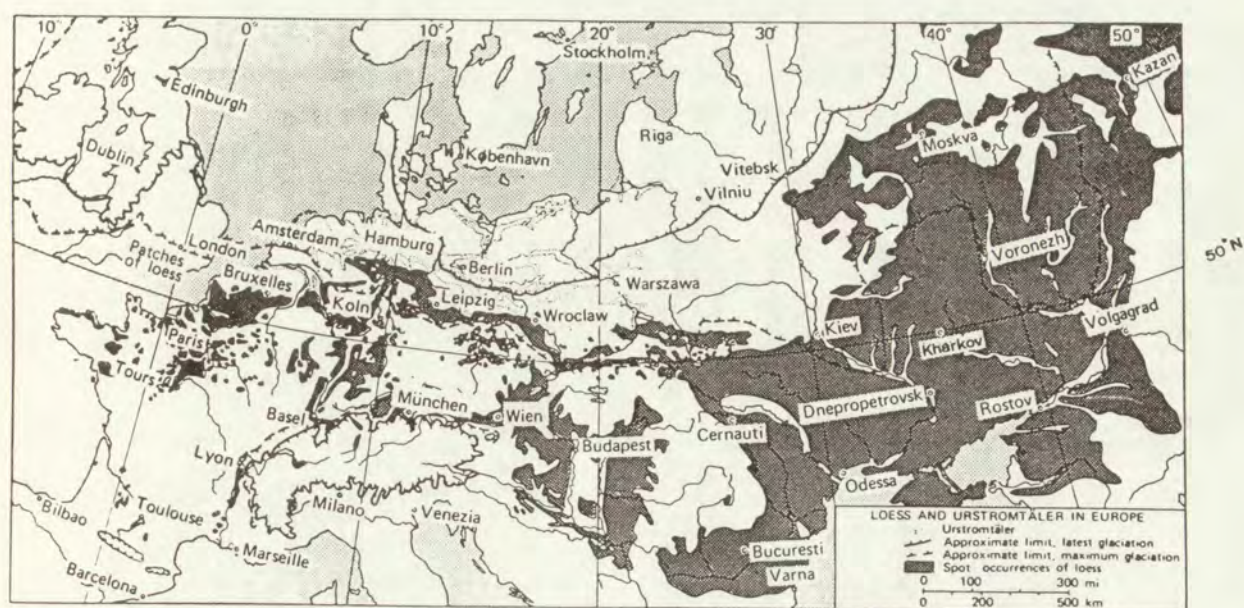 10° 0° 10° 20° 30° 40° 50°
Stockholm
Kazan
Edinburgh
Moskva
Riga
Dublin
København
Vitebsk
Vilniu
Voronezh
50°N
London Amsterdam Hamburg
Patches
of loess
Bruxelles
Berlin
Warszawa
Koln
Leipzig
Volgagrad
Wroclaw
Kiev
Paris
Kharkov
Tours
München
Dnepropetrovsk
Rostov
Basel
Wien
Cernauti
Budapest
Lyon
Odessa
Toulouse
Milano
Venezia
Bilbao
Marseille
Bucuresti
Varna
Barcelona
LOESS AND URSTROMTÄLER IN EUROPE
Urstromtäler
Approximate limit, latest glaciation
Approximate limit, maximum glaciation
Spot occurrences of loess
0 100 300 mi
0 200 500 km